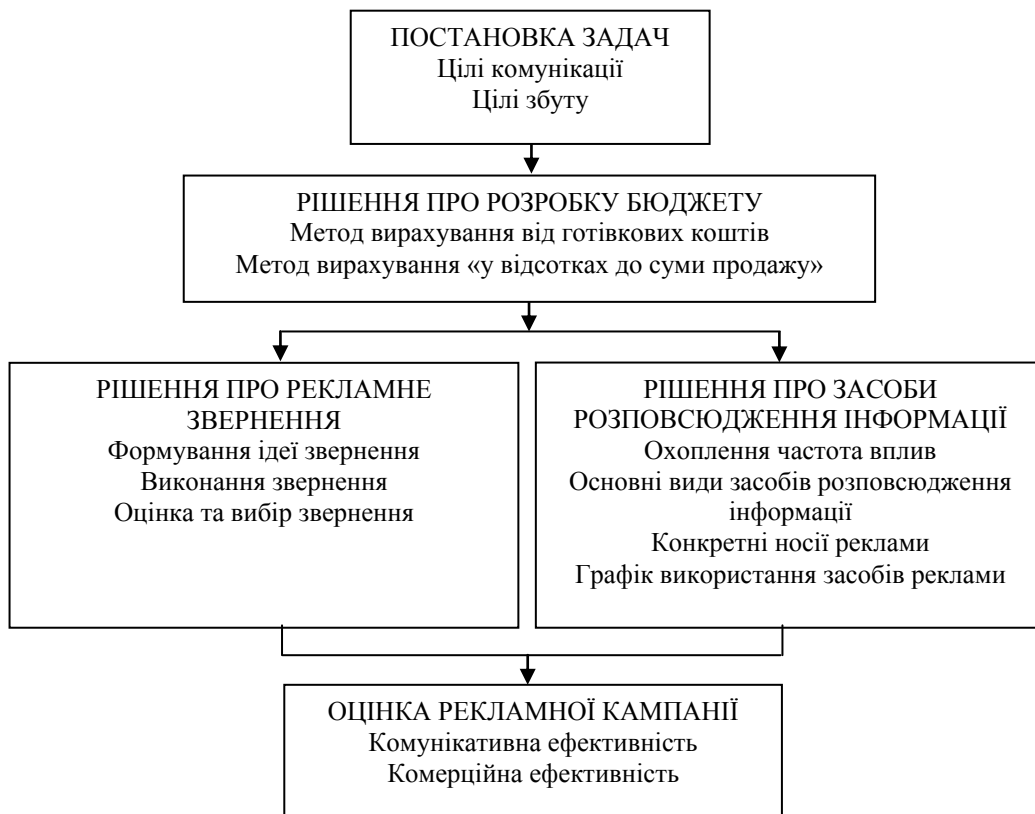 ПОСТАНОВКА ЗАДАЧ
Цілі комунікації
Цілі збуту
РІШЕННЯ ПРО РОЗРОБКУ БЮДЖЕТУ
Метод вирахування від готівкових коштів
Метод вирахування «у відсотках до суми продажу»
РІШЕННЯ ПРО РЕКЛАМНЕ
ЗВЕРНЕННЯ
Формування ідеї звернення
Виконання звернення
Оцінка та вибір звернення
РІШЕННЯ ПРО ЗАСОБИ
РОЗПОВСЮДЖЕННЯ ІНФОРМАЦІЇ
Охоплення частота вплив
Основні види засобів розповсюдження
інформації
Конкретні носії реклами
Графік використання засобів реклами
ОЦІНКА РЕКЛАМНОЇ КАМПАНІЇ
Комунікативна ефективність
Комерційна ефективність